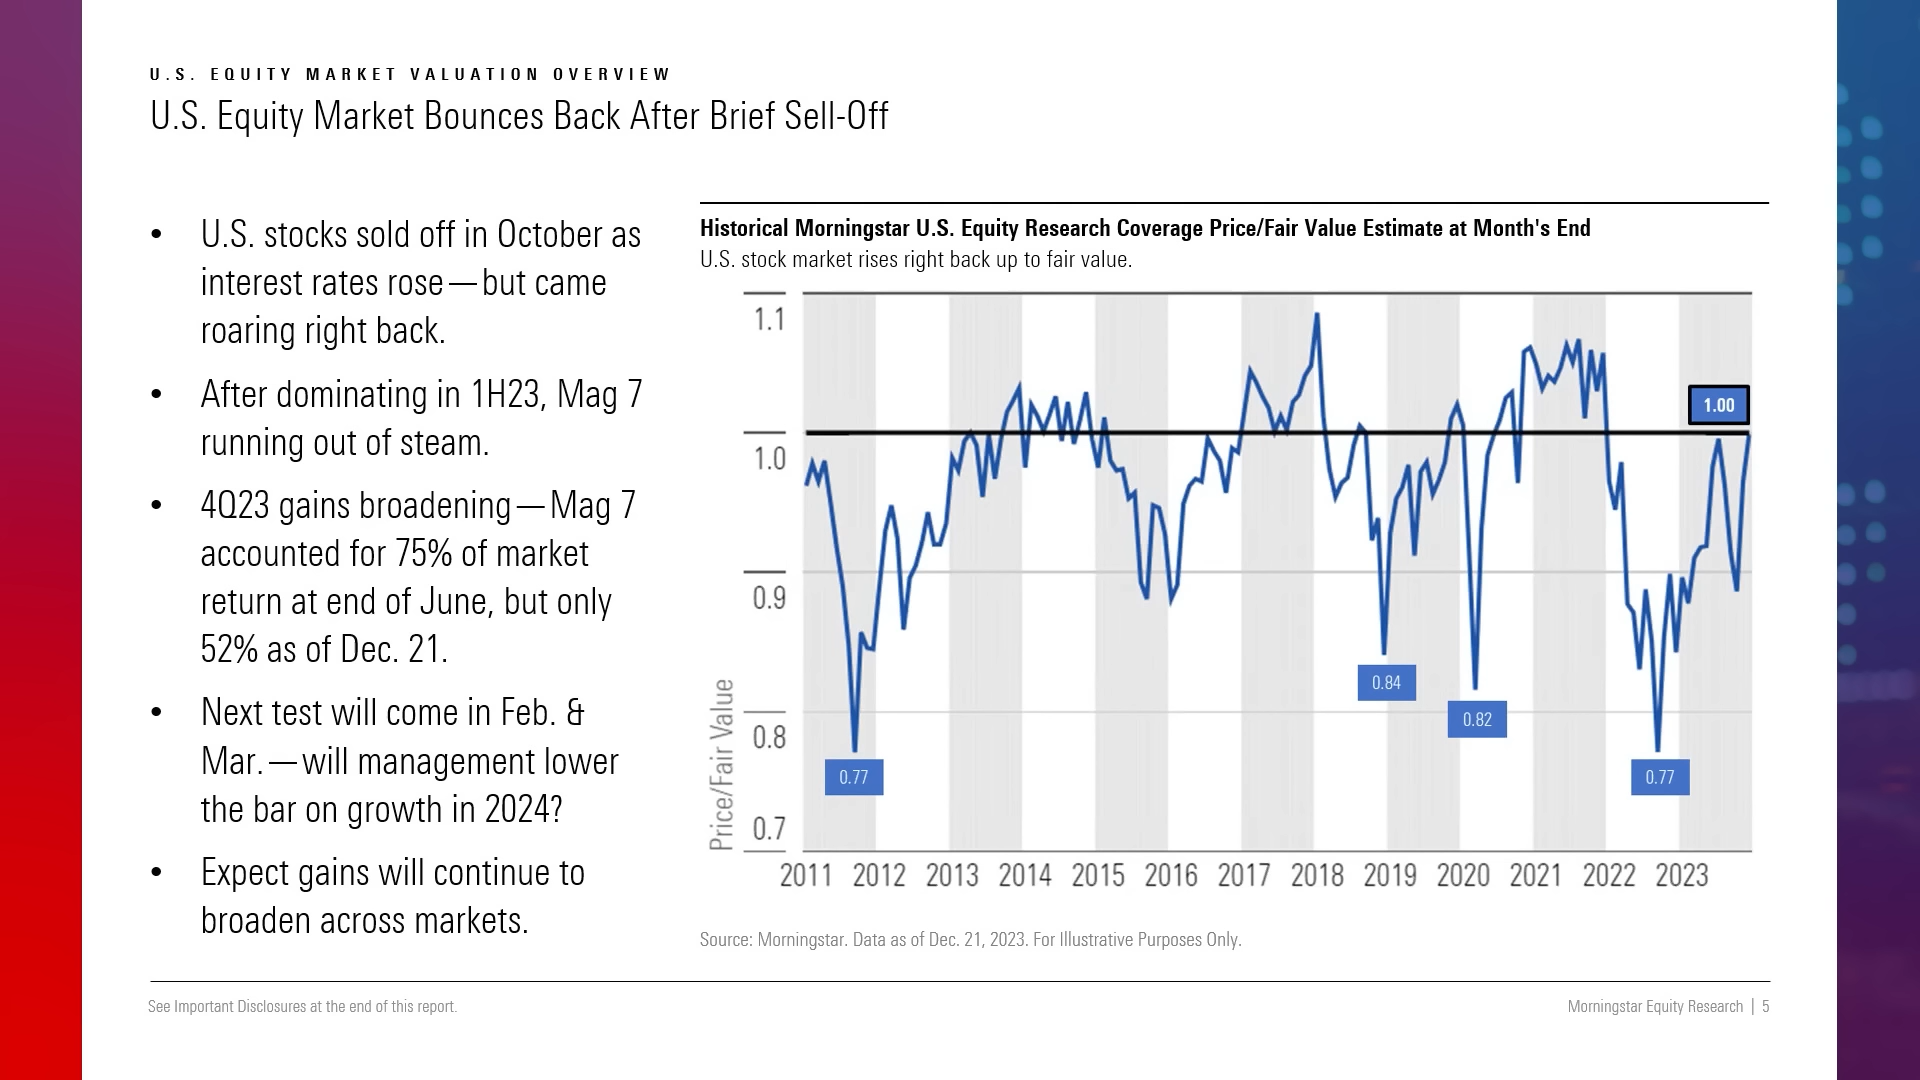 U.S. EQUITY MARKET VALUATION OVERVIEW
U.S. Equity Market Bounces Back After Brief Sell-Off
• U.S. stocks sold off in October as
interest rates rose — but came
roaring right back.
• After dominating in 1H23, Mag 7
running out of steam.
• 4Q23 gains broadening — Mag 7
accounted for 75% of market
return at end of June, but only
52% as of Dec. 21.
• Next test will come in Feb. &
Mar. — will management lower
the bar on growth in 2024?
• Expect gains will continue to
broaden across markets.
Historical Morningstar U.S. Equity Research Coverage Price/Fair Value Estimate at Month's End
U.S. stock market rises right back up to fair value.
1.1
1.0
0.9
0.8
0.7
Price/Fair Value
1.00
0.84
0.82
0.77
0.77
2011 2012 2013 2014 2015 2016 2017 2018 2019 2020 2021 2022 2023
Source: Morningstar. Data as of Dec. 21, 2023. For Illustrative Purposes Only.
See Important Disclosures at the end of this report.
Morningstar Equity Research | 5